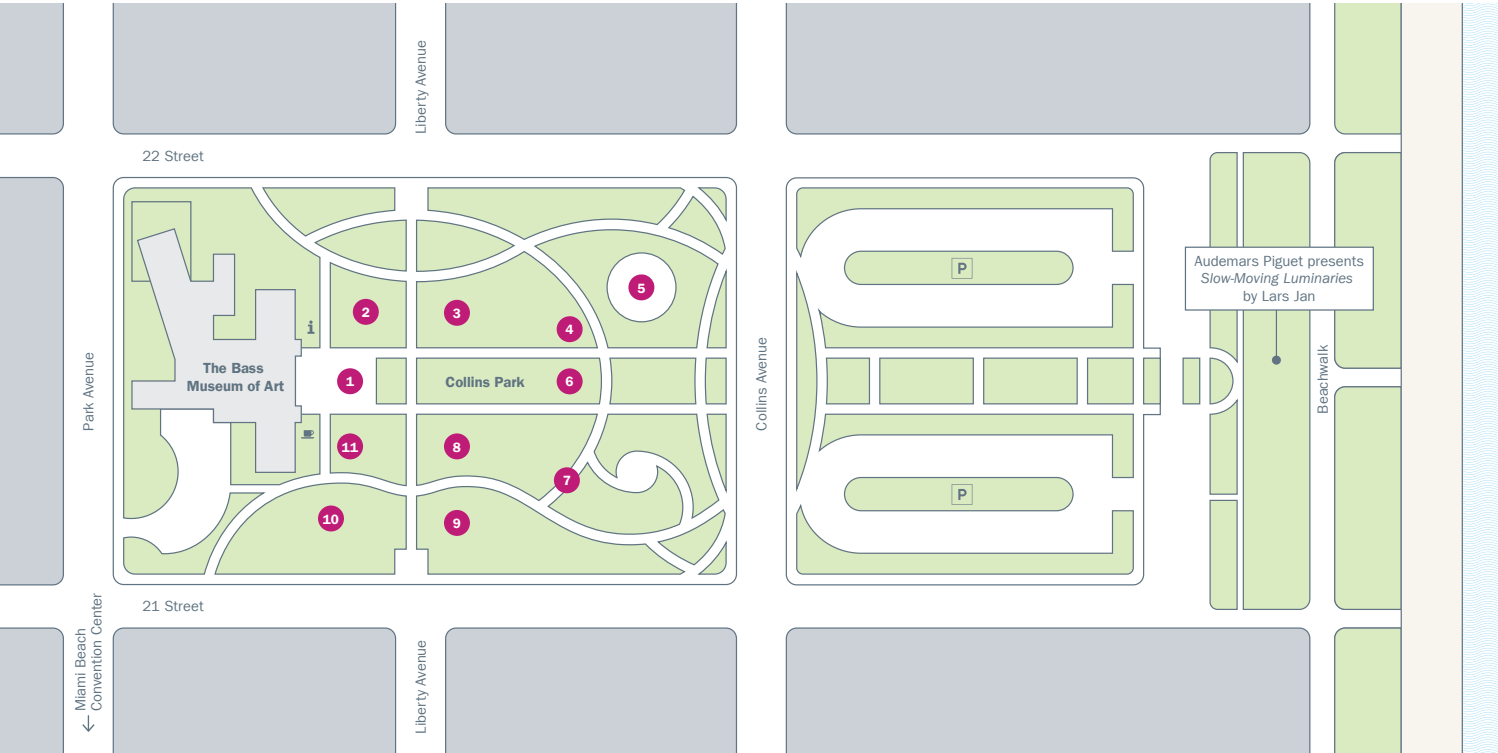 Liberty Avenue
22 Street
P
Audemars Piguet presents
Slow-Moving Luminaries
by Lars Jan
5
2
3
4
i
The Bass
Museum of Art
1
Collins Park
6
Park Avenue
Collins Avenue
Beachwalk
11
8
7
P
10
9
21 Street
Miami Beach
Convention Center
Liberty Avenue